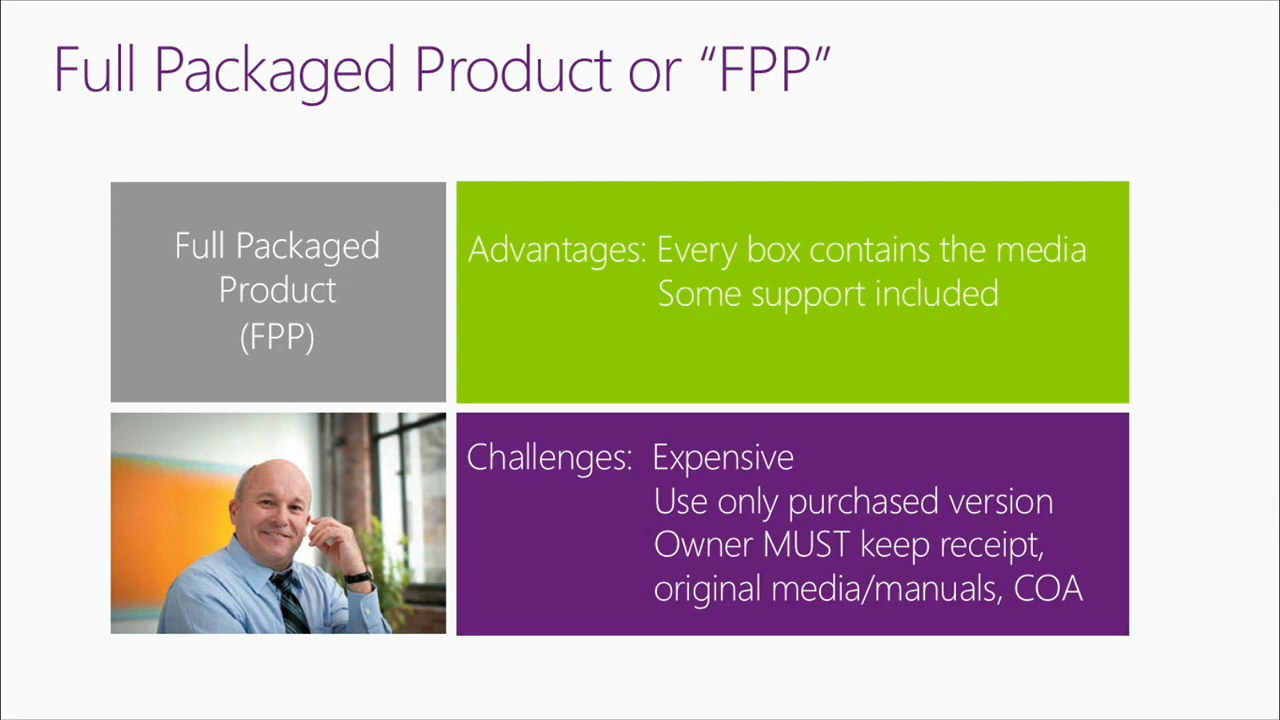 Full Packaged Product or “FPP”
Full Packaged
Product
(FPP)
Advantages: Every box contains the media
Some support included
Challenges: Expensive
Use only purchased version
Owner MUST keep receipt,
original media/manuals, COA